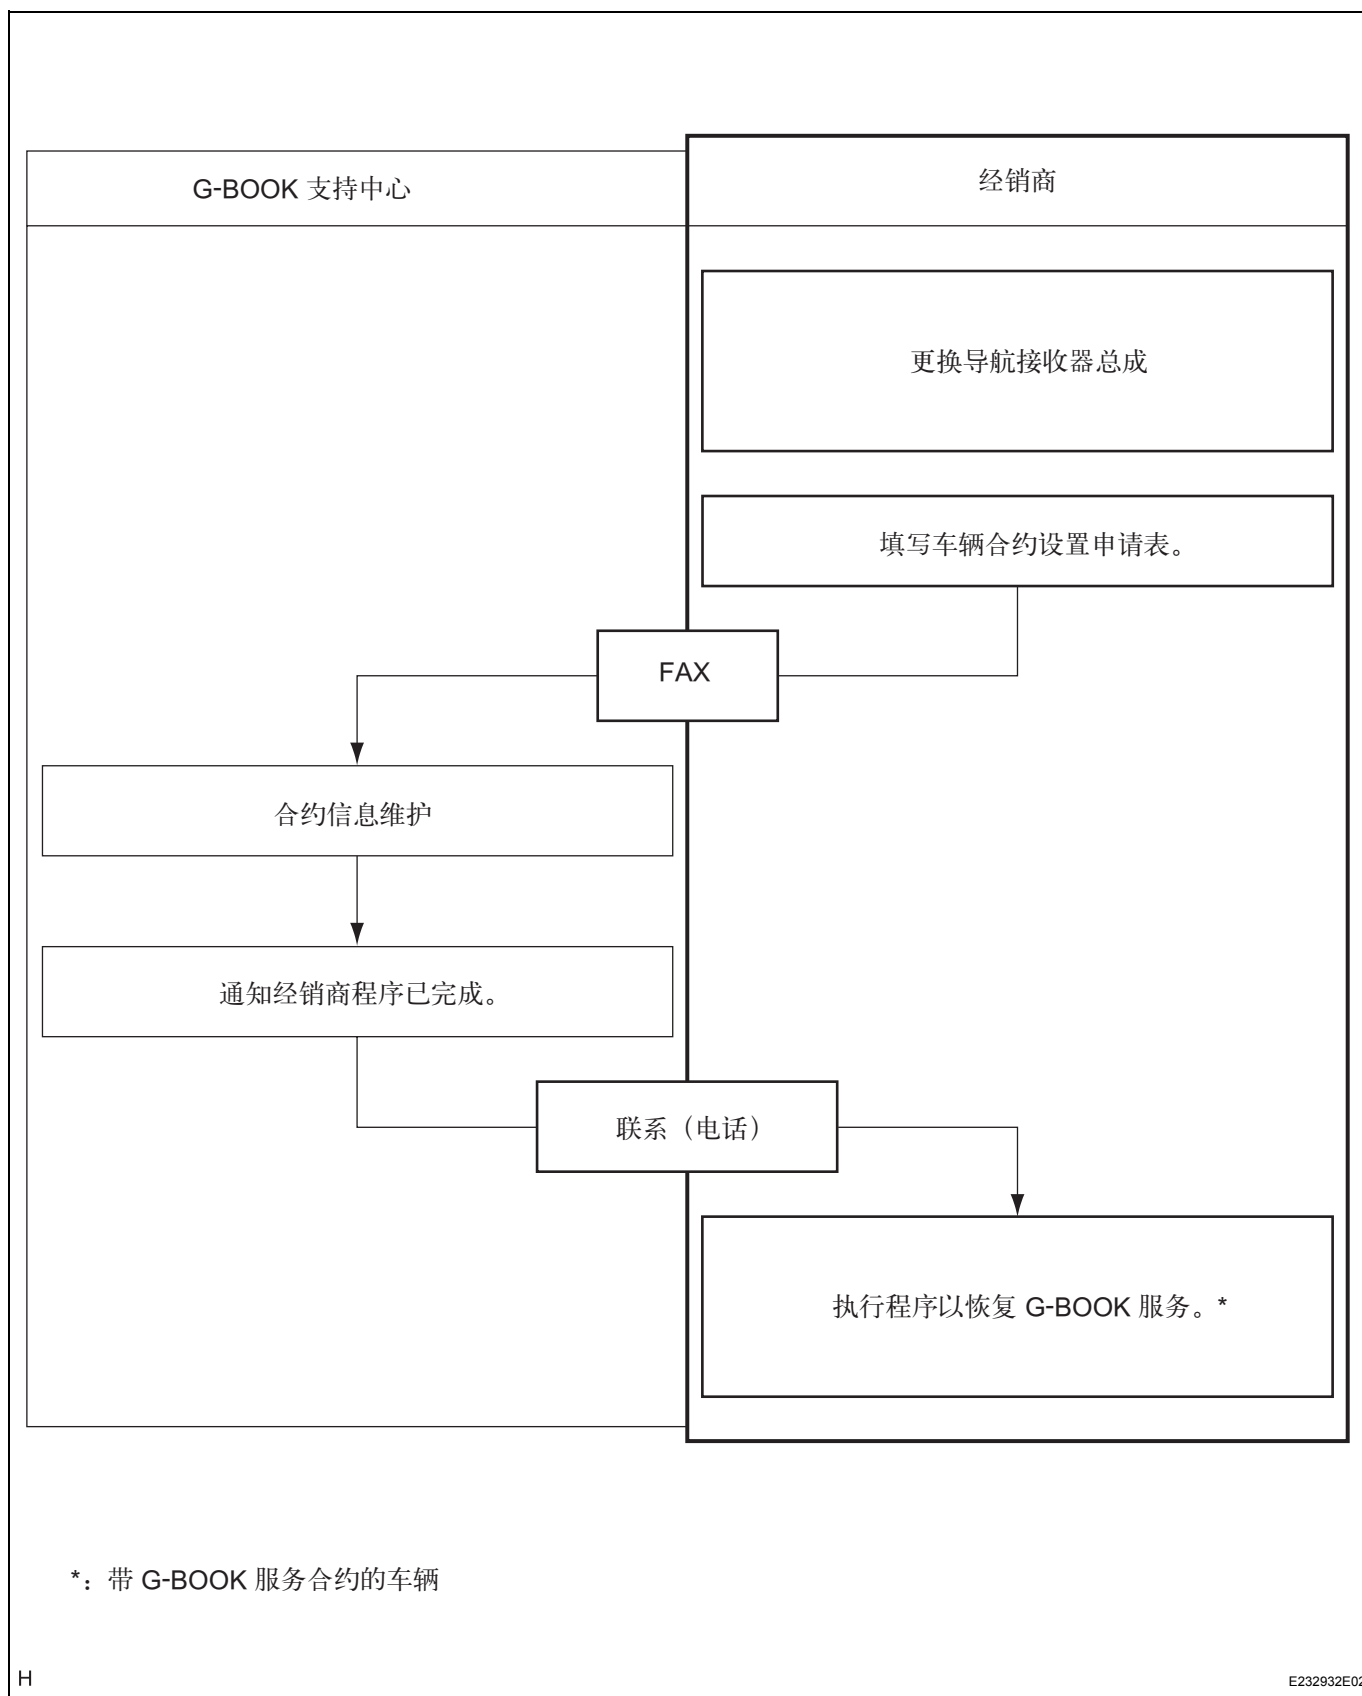 G-BOOK 支持中心
经销商
更换导航接收器总成
填写车辆合约设置申请表。
FAX
合约信息维护
通知经销商程序已完成。
联系（电话）
执行程序以恢复 G-BOOK 服务。*
*：带 G-BOOK 服务合约的车辆
H
E232932E02